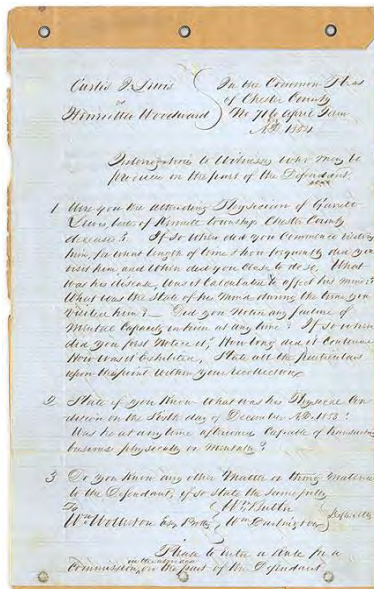 Curtis J. Lewis
vs
Henrietta Woodward
In the Common Pleas
of Chester County
No 76 April Term
A.D. 1854
Interrogatories to Witnesses who may be
produced on the part of the Defendant
1 Are you the attending Physician of
Lewis, late of township Chester County
deceased? If so When did you Commence visiting
him, for what length of time & how frequently did you
visit him and When did you Cease to do so. What
was his disease, Was it Calculated to affect his mind?
What was the State of his Mind during the time you
visited him? — Did you Notice any failure of
Mental Capacity in him at any time? If so when
did you first Notice it, How long did it Continue
How was it Exhibited, State all the particulars
upon this point within your recollection
2 State if you Know What was his Physical Con
dition on the day of December A.D. 1853?
Was he at any time afterwards Capable of transacting
business physically or Mentally?
3 Do you Know any other Matter or thing Material
to the Defendant, if so state the same fully
To
Wm. Esq
W.
Wm Darlington
Please to enter a Rule for a
Commission, on the part of the Defendant